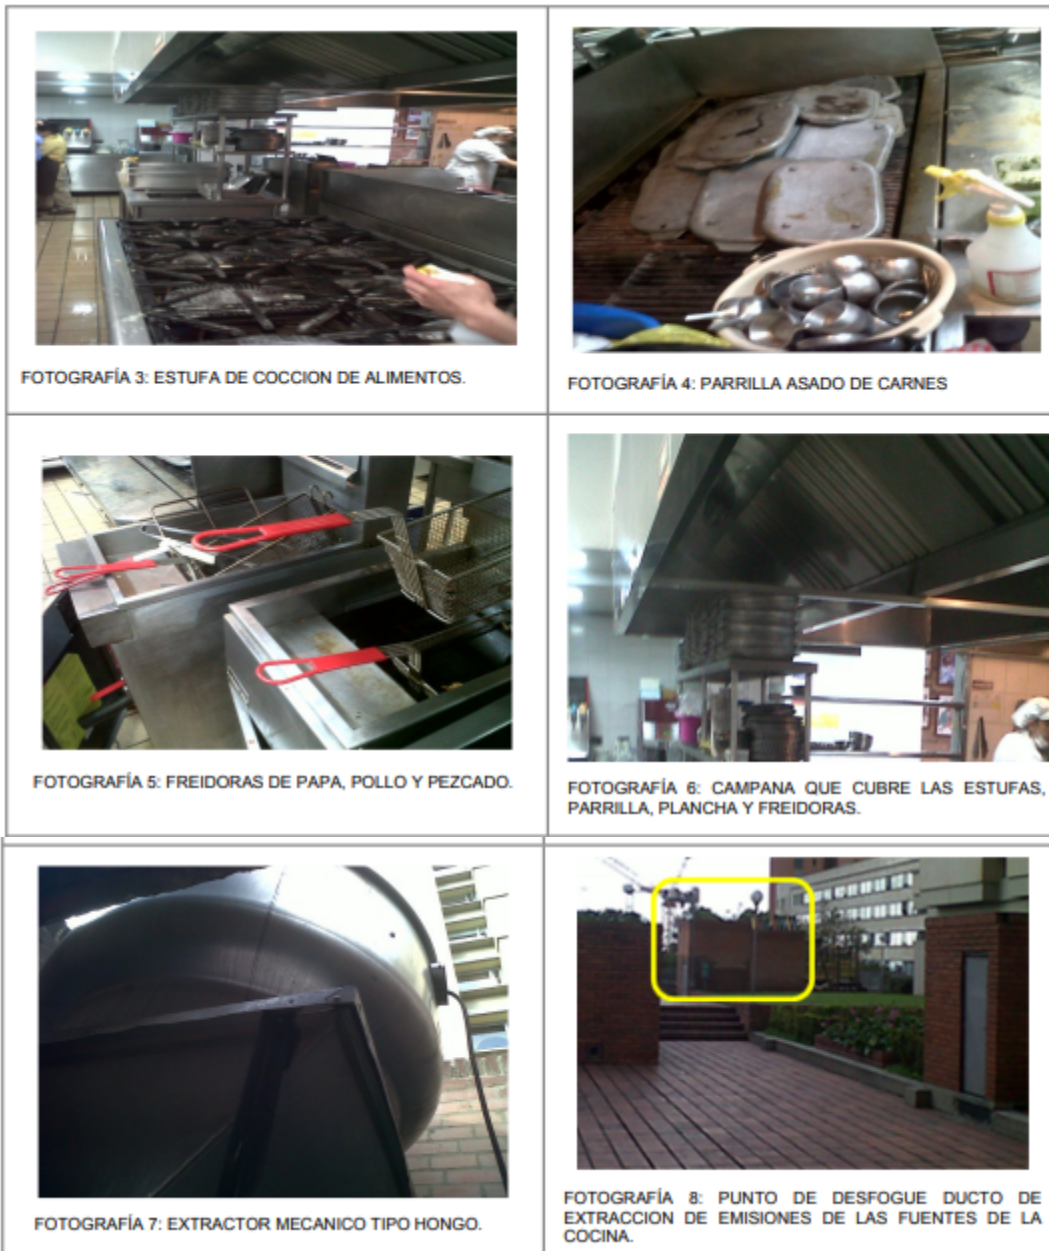 FOTOGRAFÍA 3: ESTUFA DE COCCION DE ALIMENTOS.
FOTOGRAFÍA 4: PARRILLA ASADO DE CARNES
FOTOGRAFÍA 5: FREIDORAS DE PAPA, POLLO Y PEZCADO.
FOTOGRAFÍA 6: CAMPANA QUE CUBRE LAS ESTUFAS,
PARRILLA, PLANCHA Y FREIDORAS.
FOTOGRAFÍA 7: EXTRACTOR MECANICO TIPO HONGO.
FOTOGRAFÍA 8: PUNTO DE DESFOGUE DUCTO DE
EXTRACCION DE EMISIONES DE LAS FUENTES DE LA
COCINA.